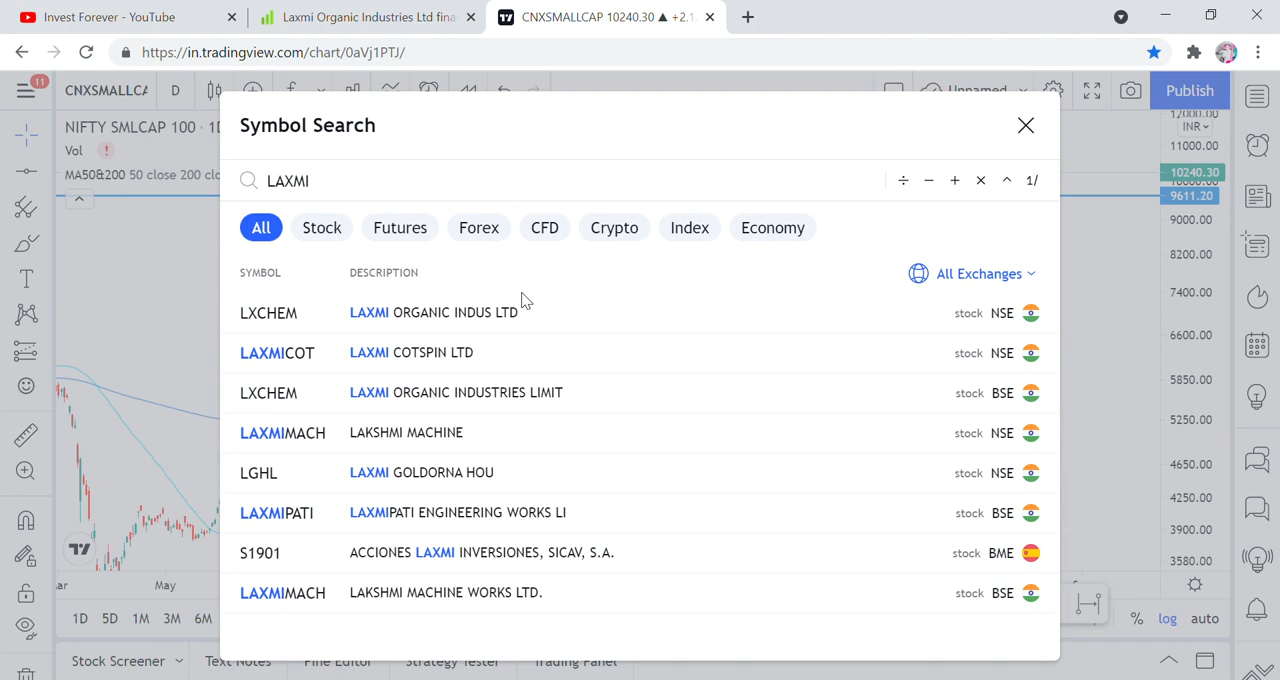 Invest Forever - YouTube
Laxmi Organic Industries Ltd fina
CNXSMALLCAP 10240.30 ▲ +2.1
https://in.tradingview.com/chart/0aVj1PTJ/
11
CNXSMALLCA
D
Unnamed
Publish
NIFTY SMLCAP 100 · 1D
Vol
MA50&200 50 close 200 clo
Symbol Search
LAXMI
÷ − + × ^ 1/
All
Stock
Futures
Forex
CFD
Crypto
Index
Economy
SYMBOL
DESCRIPTION
All Exchanges
LXCHEM LAXMI ORGANIC INDUS LTD stock NSE
LAXMICOT LAXMI COTSPIN LTD stock NSE
LXCHEM LAXMI ORGANIC INDUSTRIES LIMIT stock BSE
LAXMIMACH LAKSHMI MACHINE stock NSE
LGHL LAXMI GOLDORNA HOU stock NSE
LAXMIPATI LAXMIPATI ENGINEERING WORKS LI stock BSE
S1901 ACCIONES LAXMI INVERSIONES, SICAV, S.A. stock BME
LAXMIMACH LAKSHMI MACHINE WORKS LTD. stock BSE
12000.00
INR
11000.00
10240.30
10000.00
9611.20
9000.00
8200.00
7400.00
6600.00
5850.00
5250.00
4650.00
4250.00
3900.00
3580.00
ar
May
1D 5D 1M 3M 6M
% log auto
Stock Screener
Text Notes
Pine Editor
Strategy Tester
Trading Panel